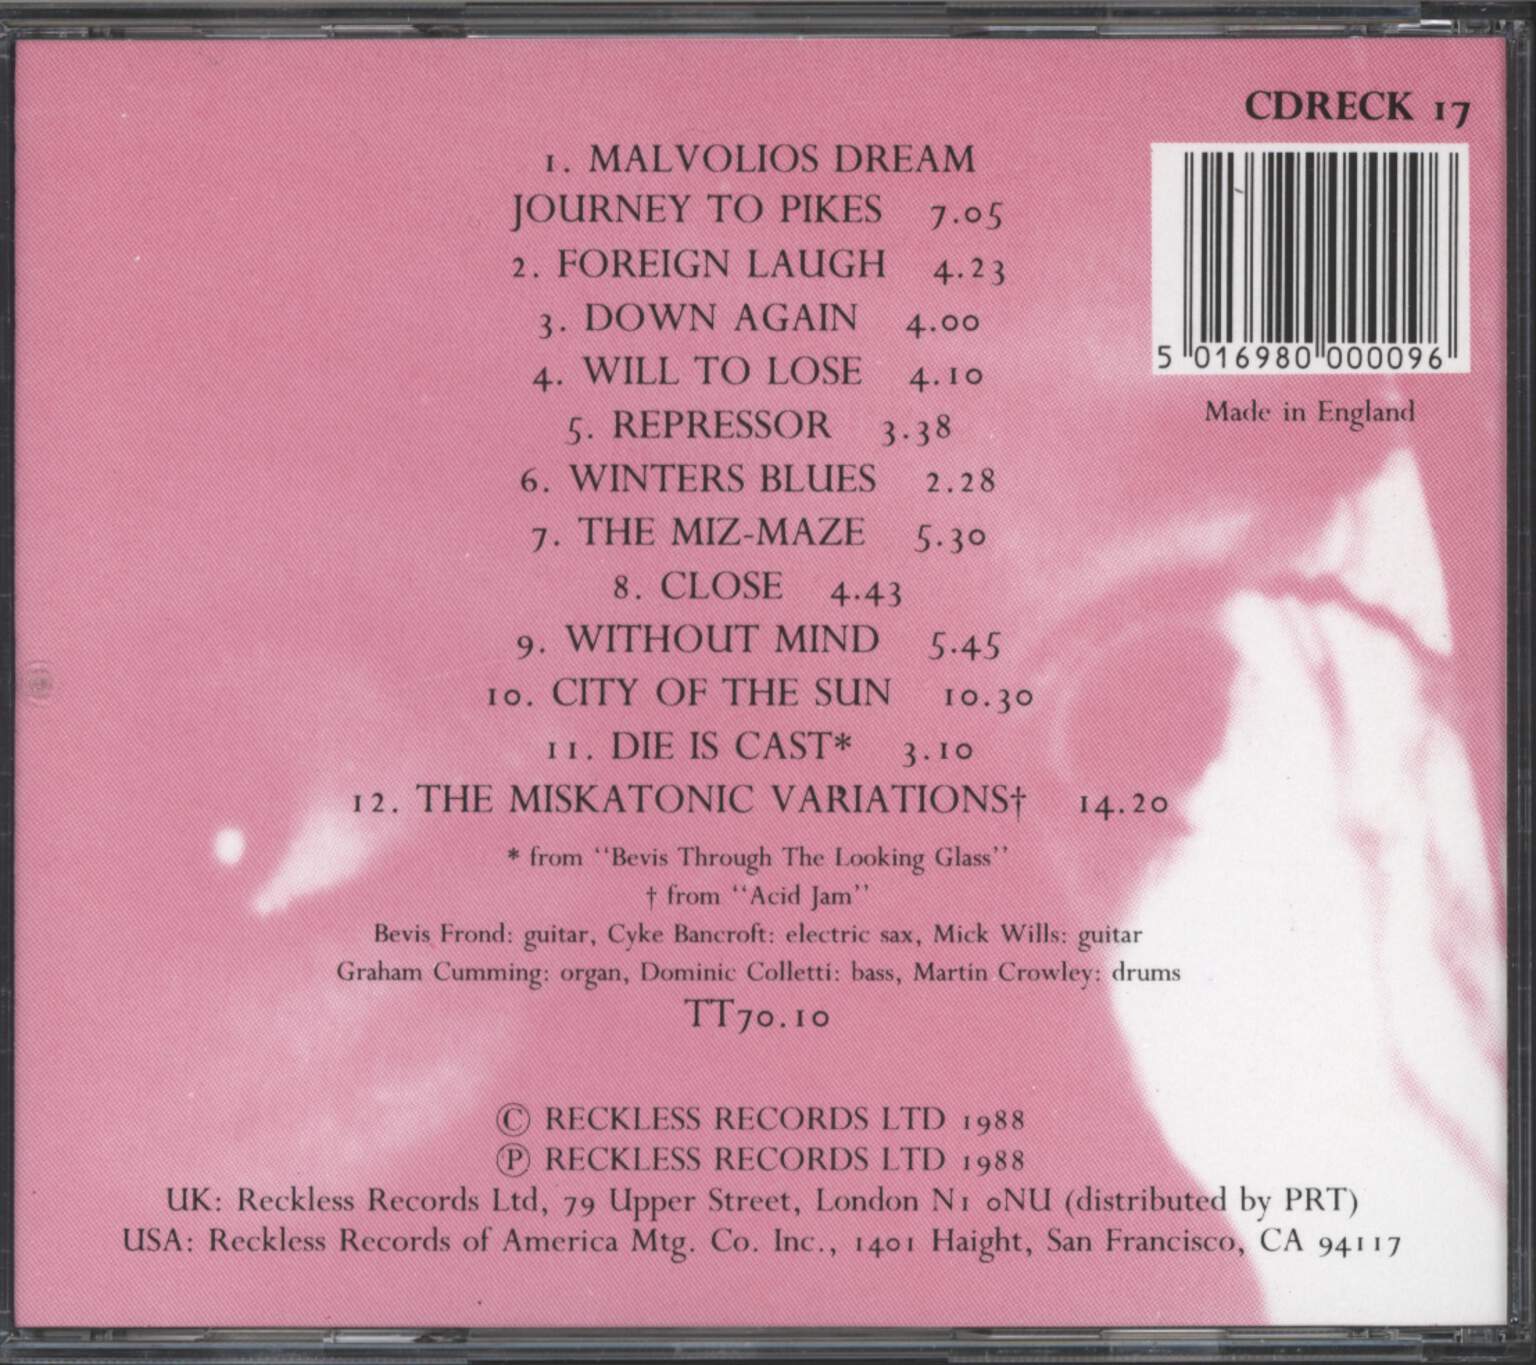 CDRECK 17
1. MALVOLIOS DREAM
JOURNEY TO PIKES 7.05
2. FOREIGN LAUGH 4.23
3. DOWN AGAIN 4.00
4. WILL TO LOSE 4.10
5. REPRESSOR 3.38
6. WINTERS BLUES 2.28
7. THE MIZ-MAZE 5.30
8. CLOSE 4.43
9. WITHOUT MIND 5.45
10. CITY OF THE SUN 10.30
11. DIE IS CAST* 3.10
12. THE MISKATONIC VARIATIONS† 14.20
5 016980 000096
Made in England
* from ‘‘Bevis Through The Looking Glass’’
† from ‘‘Acid Jam’’
Bevis Frond: guitar, Cyke Bancroft: electric sax, Mick Wills: guitar
Graham Cumming: organ, Dominic Colletti: bass, Martin Crowley: drums
TT70.10
© RECKLESS RECORDS LTD 1988
℗ RECKLESS RECORDS LTD 1988
UK: Reckless Records Ltd, 79 Upper Street, London N1 0NU (distributed by PRT)
USA: Reckless Records of America Mtg. Co. Inc., 1401 Haight, San Francisco, CA 94117